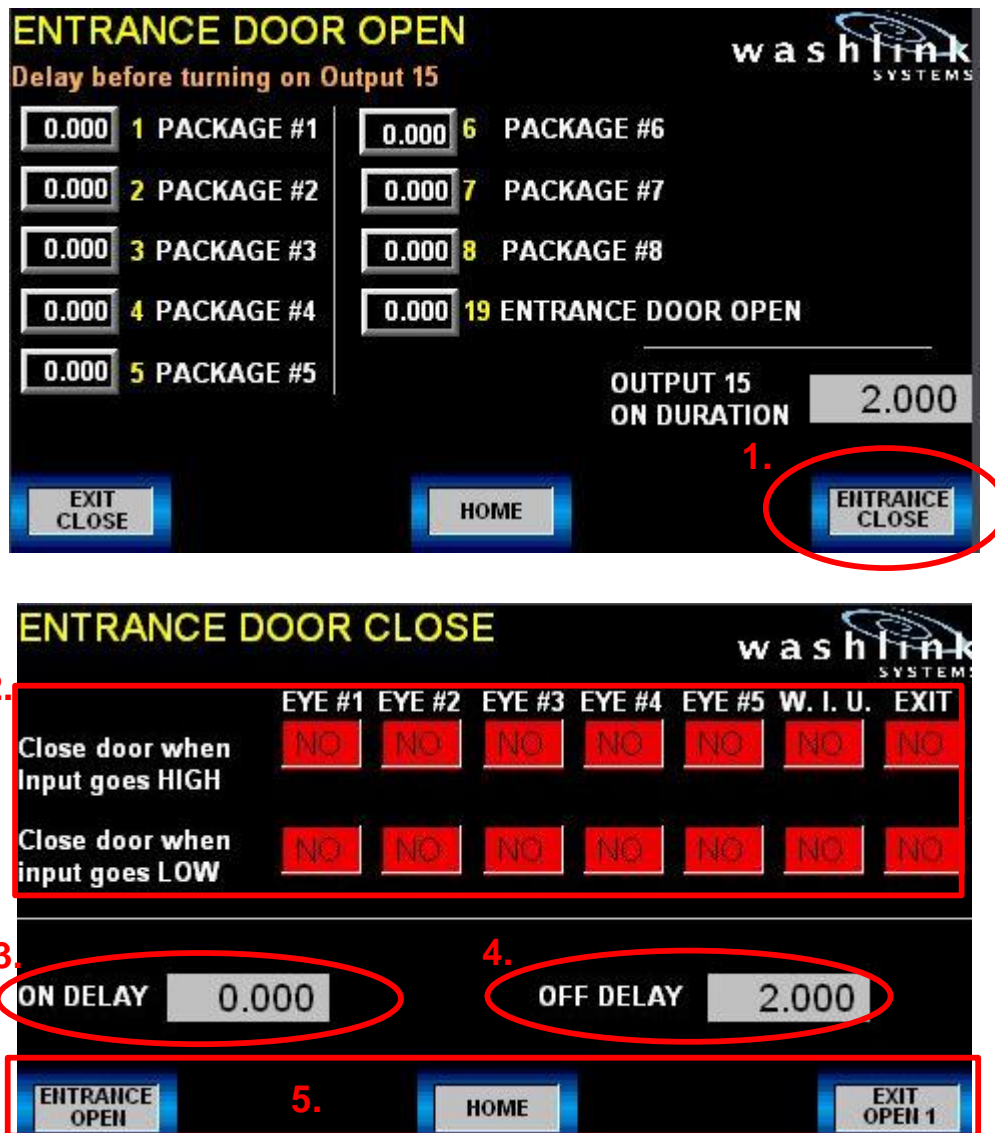 ENTRANCE DOOR OPEN
washlink
SYSTEMS
Delay before turning on Output 15
0.000 1 PACKAGE #1
0.000 6 PACKAGE #6
0.000 2 PACKAGE #2
0.000 7 PACKAGE #7
0.000 3 PACKAGE #3
0.000 8 PACKAGE #8
0.000 4 PACKAGE #4
0.000 19 ENTRANCE DOOR OPEN
0.000 5 PACKAGE #5
OUTPUT 15
ON DURATION
2.000
1.
EXIT
CLOSE
HOME
ENTRANCE
CLOSE
ENTRANCE DOOR CLOSE
washlink
SYSTEMS
2.
EYE #1 EYE #2 EYE #3 EYE #4 EYE #5 W. I. U. EXIT
Close door when
Input goes HIGH
NO NO NO NO NO NO NO
Close door when
input goes LOW
NO NO NO NO NO NO NO
3.
ON DELAY 0.000
4.
OFF DELAY 2.000
ENTRANCE
OPEN
5.
HOME
EXIT
OPEN 1